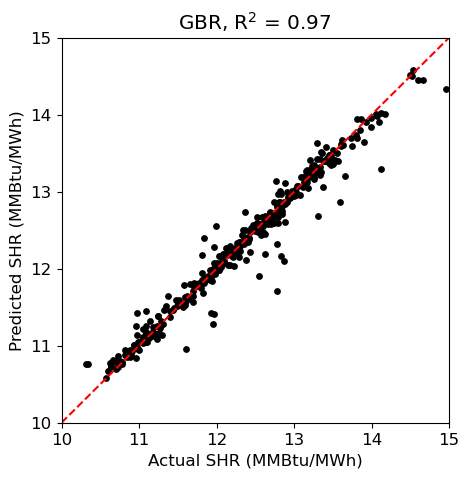 GBR, R² = 0.97
15
14
13
12
11
10
Predicted SHR (MMBtu/MWh)
10 11 12 13 14 15
Actual SHR (MMBtu/MWh)